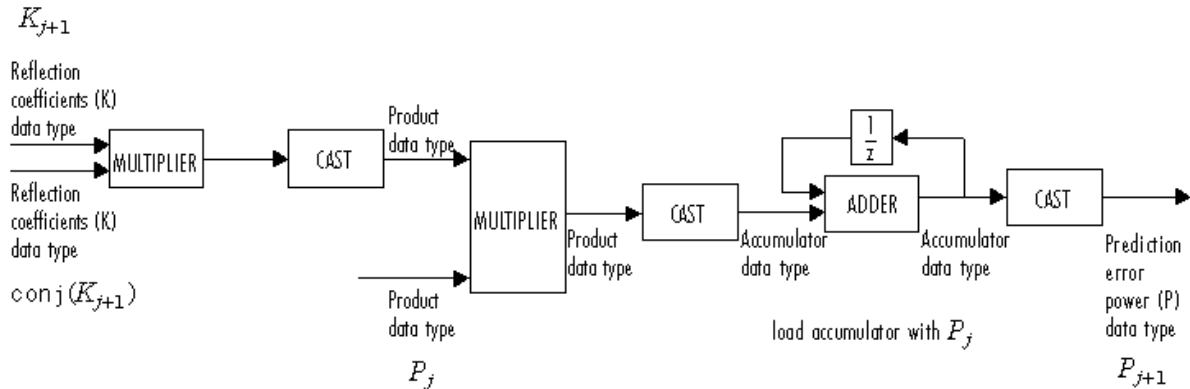 K_{j+1}
Reflection
coefficients (K)
data type
MULTIPLIER
Reflection
coefficients (K)
data type
conj(K_{j+1})
CAST
Product
data type
MULTIPLIER
Product
data type
P_j
Product
data type
CAST
Accumulator
data type
1
z
ADDER
Accumulator
data type
load accumulator with P_j
CAST
Prediction
error
power (P)
data type
P_{j+1}